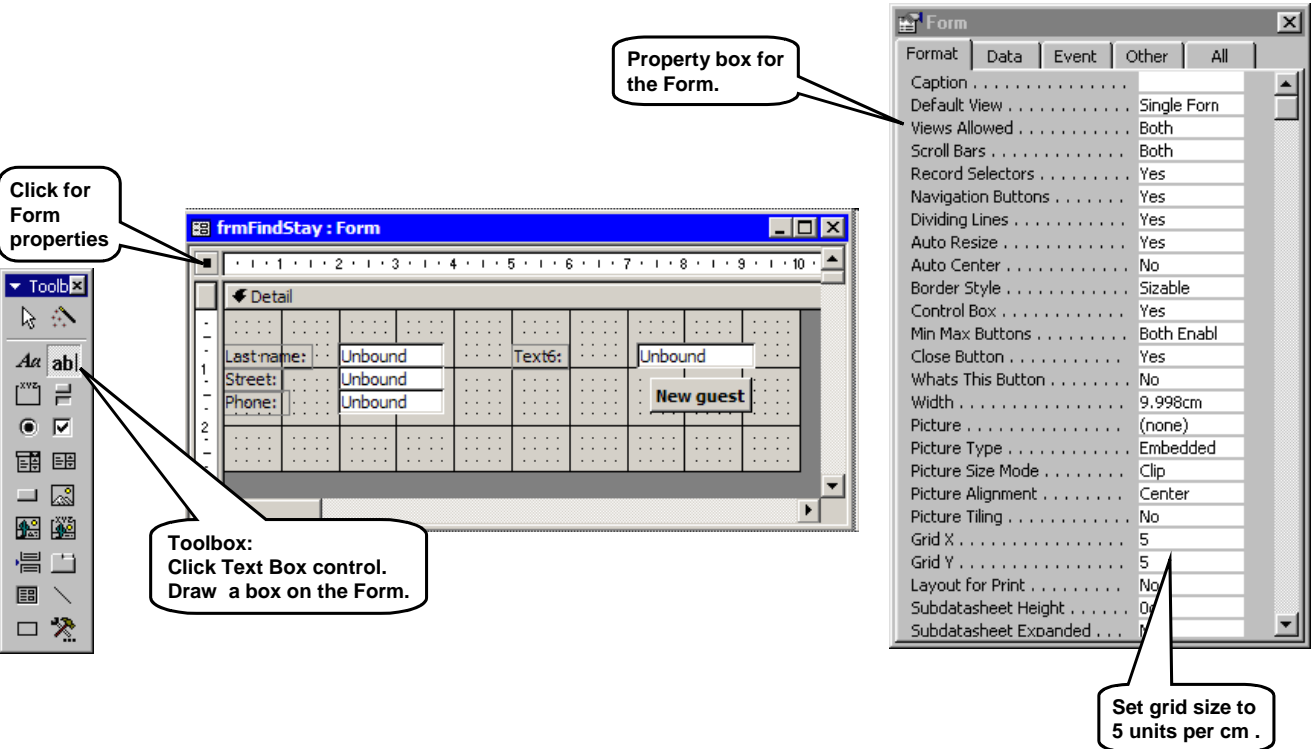 Property box for
the Form.
Click for
Form
properties
Toolb
Aa ab
XYZ
XYZ
frmFindStay : Form
1 2 3 4 5 6 7 8 9 10
Detail
1
2
Last name: Unbound Text6: Unbound
Street: Unbound
Phone: Unbound
New guest
Toolbox:
Click Text Box control.
Draw a box on the Form.
Form
Format Data Event Other All
Caption . . . . . . . . . . . . . . .
Default View . . . . . . . . . . . . Single Forn
Views Allowed . . . . . . . . . . . Both
Scroll Bars . . . . . . . . . . . . . Both
Record Selectors . . . . . . . . . Yes
Navigation Buttons . . . . . . . Yes
Dividing Lines . . . . . . . . . . . Yes
Auto Resize . . . . . . . . . . . . Yes
Auto Center . . . . . . . . . . . . No
Border Style . . . . . . . . . . . . Sizable
Control Box . . . . . . . . . . . . Yes
Min Max Buttons . . . . . . . . . Both Enabl
Close Button . . . . . . . . . . . Yes
Whats This Button . . . . . . . . No
Width . . . . . . . . . . . . . . . . 9.998cm
Picture . . . . . . . . . . . . . . . (none)
Picture Type . . . . . . . . . . . . Embedded
Picture Size Mode . . . . . . . . Clip
Picture Alignment . . . . . . . . Center
Picture Tiling . . . . . . . . . . . . No
Grid X . . . . . . . . . . . . . . . . 5
Grid Y . . . . . . . . . . . . . . . . 5
Layout for Print . . . . . . . . . No
Subdatasheet Height . . . . . .
Subdatasheet Expanded . . .
Set grid size to
5 units per cm .